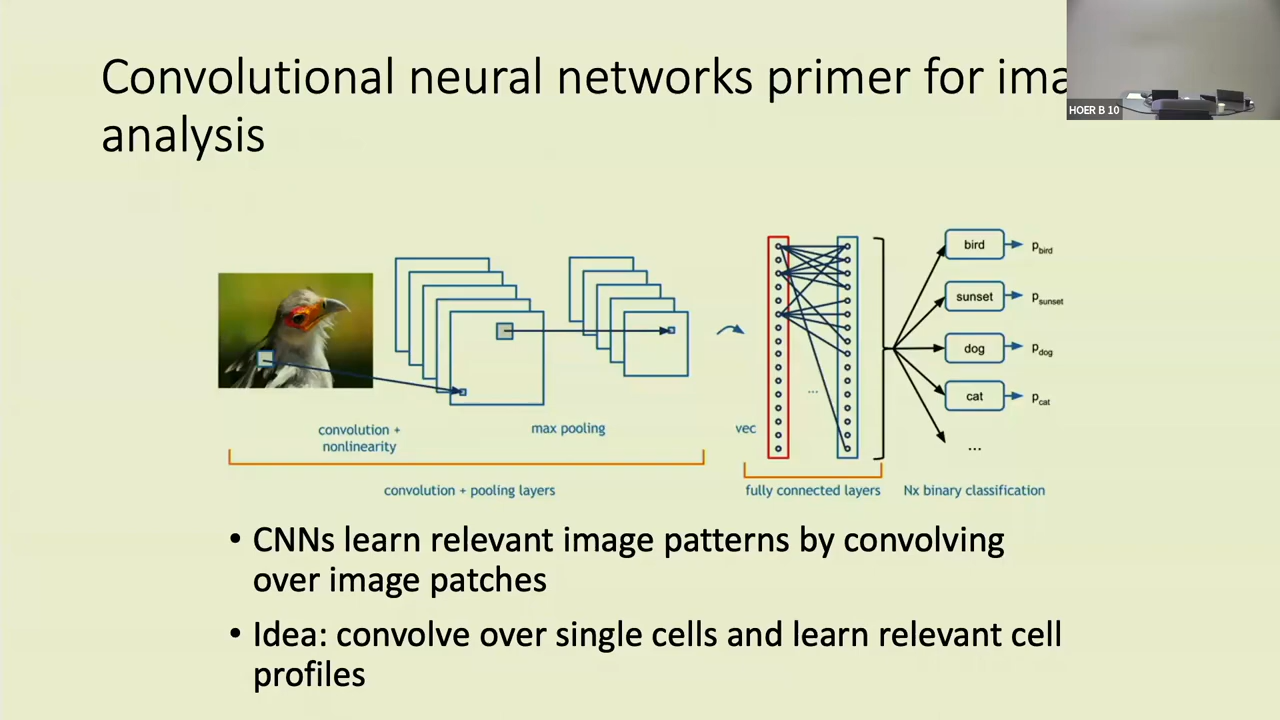 Convolutional neural networks primer for ima
analysis
HOER B 10
bird
p_bird
sunset
p_sunset
dog
p_dog
cat
p_cat
...
...
convolution +
nonlinearity
max pooling
vec
convolution + pooling layers
fully connected layers
Nx binary classification
• CNNs learn relevant image patterns by convolving
over image patches
• Idea: convolve over single cells and learn relevant cell
profiles